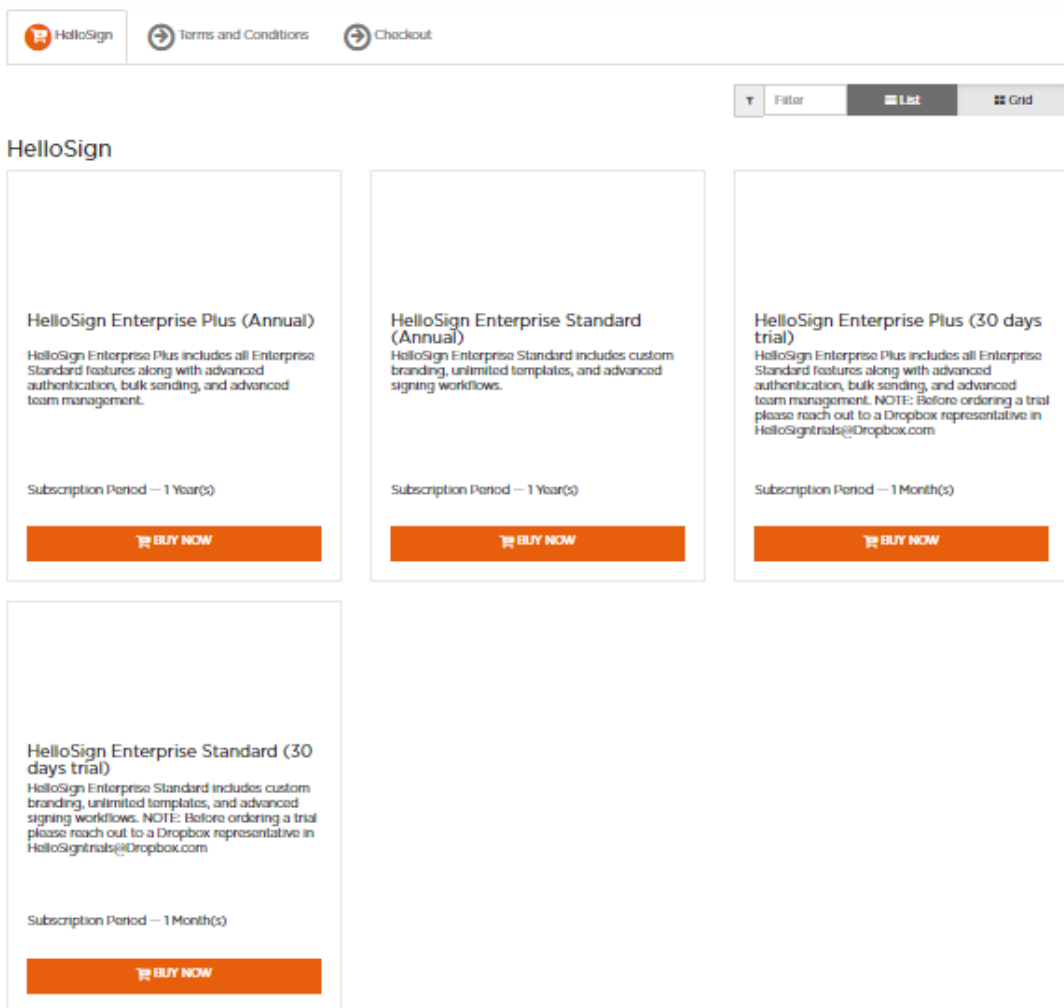 HelloSign
Terms and Conditions
Checkout
Filter
List
Grid
HelloSign
HelloSign Enterprise Plus (Annual)
HelloSign Enterprise Plus includes all Enterprise
Standard features along with advanced
authentication, bulk sending, and advanced
team management.
Subscription Period — 1 Year(s)
BUY NOW
HelloSign Enterprise Standard
(Annual)
HelloSign Enterprise Standard includes custom
branding, unlimited templates, and advanced
signing workflows.
Subscription Period — 1 Year(s)
BUY NOW
HelloSign Enterprise Plus (30 days
trial)
HelloSign Enterprise Plus includes all Enterprise
Standard features along with advanced
authentication, bulk sending, and advanced
team management. NOTE: Before ordering a trial
please reach out to a Dropbox representative in
HelloSigntrials@Dropbox.com
Subscription Period — 1 Month(s)
BUY NOW
HelloSign Enterprise Standard (30
days trial)
HelloSign Enterprise Standard includes custom
branding, unlimited templates, and advanced
signing workflows. NOTE: Before ordering a trial
please reach out to a Dropbox representative in
HelloSigntrials@Dropbox.com
Subscription Period — 1 Month(s)
BUY NOW